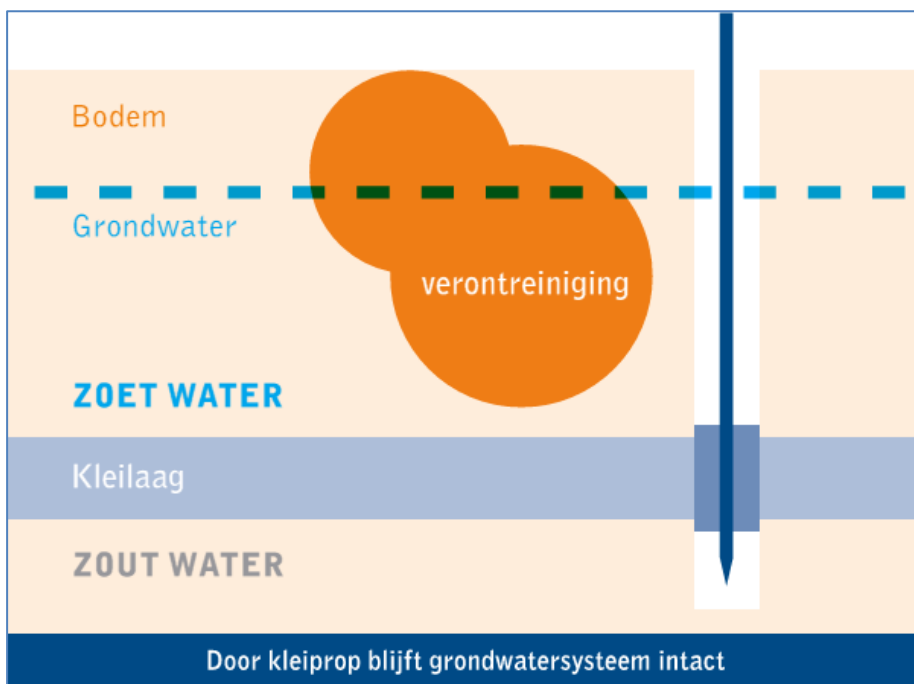 Bodem
Grondwater
verontreiniging
ZOET WATER
Kleilaag
ZOUT WATER
Door kleiprop blijft grondwatersysteem intact